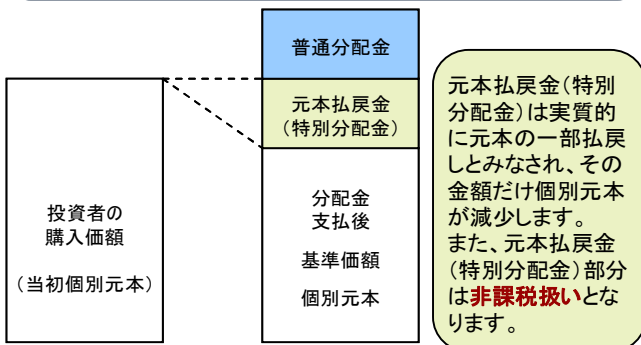 普通分配金
元本払戻金
(特別分配金)
投資者の
購入価額
(当初個別元本)
分配金
支払後
基準価額
個別元本
元本払戻金(特別
分配金)は実質的
に元本の一部払戻
しとみなされ、その
金額だけ個別元本
が減少します。
また、元本払戻金
(特別分配金)部分
は非課税扱いとな
ります。